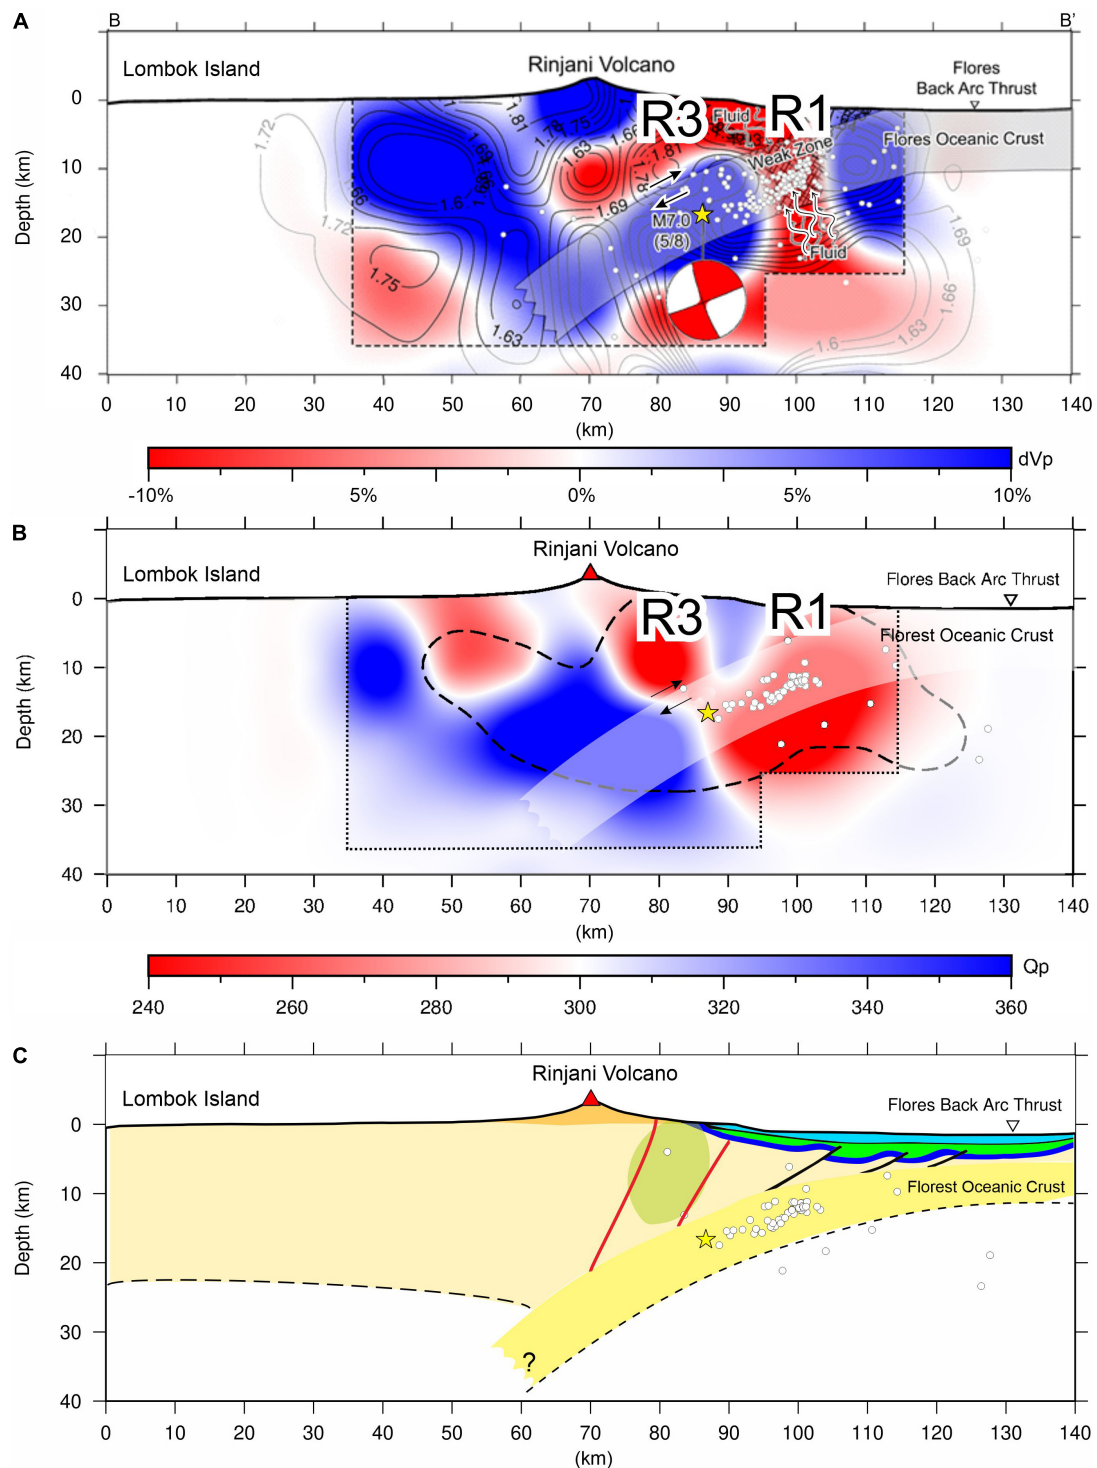 A
B
B'
Lombok Island
Rinjani Volcano
Flores
Back Arc Thrust
Flores Oceanic Crust
R3
R1
Fluid
Weak Zone
M7.0
(5/8)
Fluid
1.72
1.72
1.75
1.81
1.75
1.63
1.66
1.81
1.78
1.69
1.69
1.6
1.63
1.69
1.66
1.63
1.6
Depth (km)
0
10
20
30
40
0 10 20 30 40 50 60 70 80 90 100 110 120 130 140
(km)
dVp
-10% 5% 0% 5% 10%
B
Rinjani Volcano
Lombok Island
Flores Back Arc Thrust
Florest Oceanic Crust
R3
R1
Depth (km)
0
10
20
30
40
0 10 20 30 40 50 60 70 80 90 100 110 120 130 140
(km)
Qp
240 260 280 300 320 340 360
C
Rinjani Volcano
Lombok Island
Flores Back Arc Thrust
Florest Oceanic Crust
?
Depth (km)
0
10
20
30
40
0 10 20 30 40 50 60 70 80 90 100 110 120 130 140
(km)